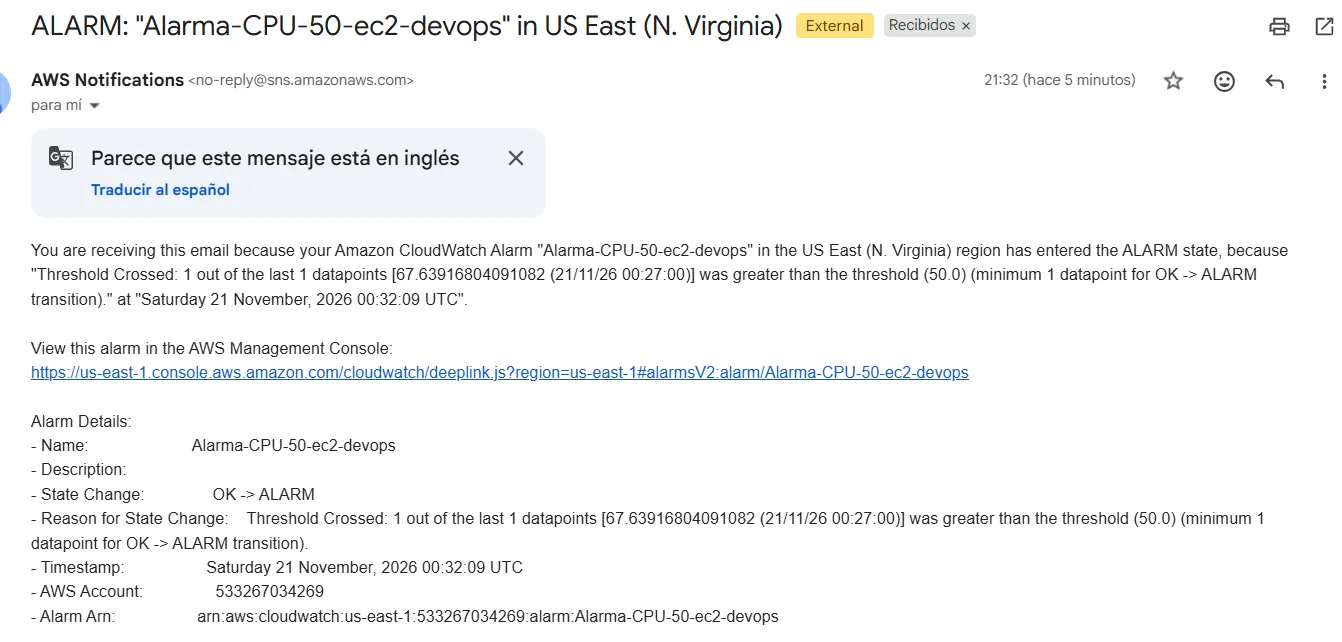 ALARM: "Alarma-CPU-50-ec2-devops" in US East (N. Virginia) External Recibidos ×
AWS Notifications <no-reply@sns.amazonaws.com> 21:32 (hace 5 minutos)
para mí
Parece que este mensaje está en inglés
Traducir al español
You are receiving this email because your Amazon CloudWatch Alarm "Alarma-CPU-50-ec2-devops" in the US East (N. Virginia) region has entered the ALARM state, because
"Threshold Crossed: 1 out of the last 1 datapoints [67.63916804091082 (21/11/26 00:27:00)] was greater than the threshold (50.0) (minimum 1 datapoint for OK -> ALARM
transition)." at "Saturday 21 November, 2026 00:32:09 UTC".
View this alarm in the AWS Management Console:
https://us-east-1.console.aws.amazon.com/cloudwatch/deeplink.js?region=us-east-1#alarmsV2:alarm/Alarma-CPU-50-ec2-devops
Alarm Details:
- Name: Alarma-CPU-50-ec2-devops
- Description:
- State Change: OK -> ALARM
- Reason for State Change: Threshold Crossed: 1 out of the last 1 datapoints [67.63916804091082 (21/11/26 00:27:00)] was greater than the threshold (50.0) (minimum 1
datapoint for OK -> ALARM transition).
- Timestamp: Saturday 21 November, 2026 00:32:09 UTC
- AWS Account: 533267034269
- Alarm Arn: arn:aws:cloudwatch:us-east-1:533267034269:alarm:Alarma-CPU-50-ec2-devops